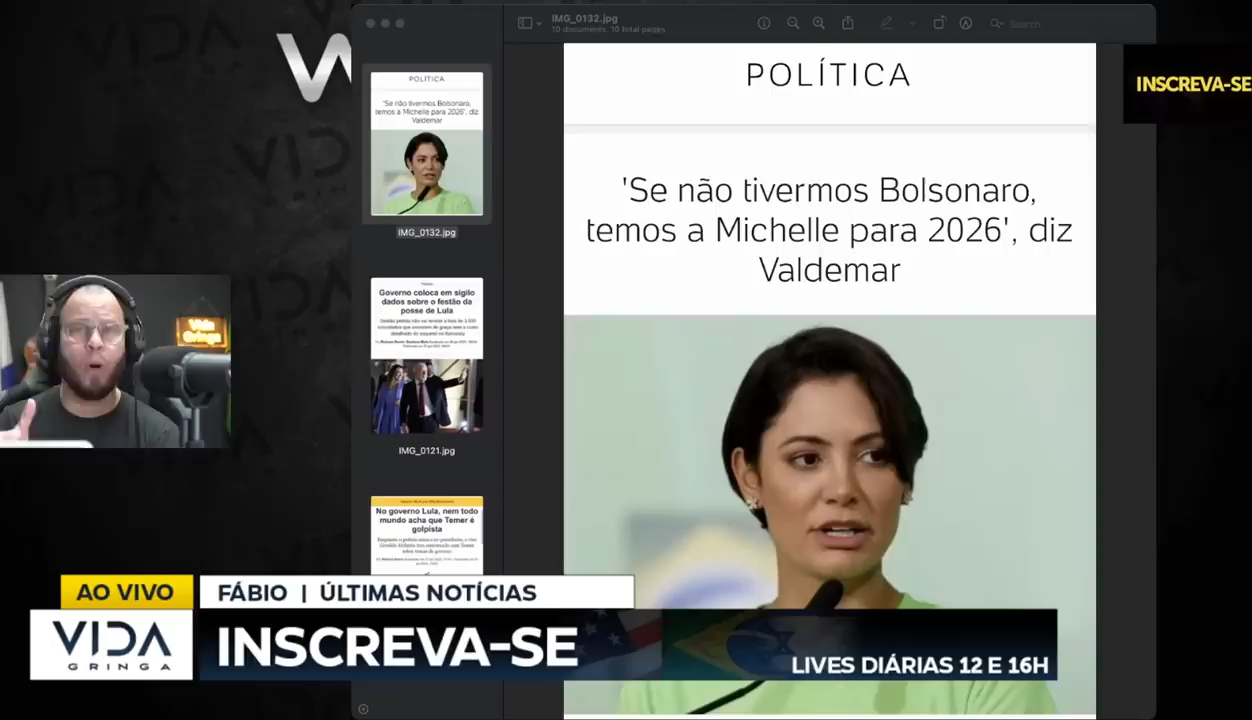 IMG_0132.jpg
10 documents, 10 total pages
Search
POLÍTICA
'Se não tivermos Bolsonaro,
temos a Michelle para 2026', diz
Valdemar
INSCREVA-SE
POLÍTICA
'Se não tivermos Bolsonaro,
temos a Michelle para 2026', diz
Valdemar
IMG_0132.jpg
Governo coloca em sigilo
dados sobre o festão da
posse de Lula
IMG_0121.jpg
No governo Lula, nem todo
mundo acha que Temer é
golpista
Vida
Gringa
AO VIVO
FÁBIO | ÚLTIMAS NOTÍCIAS
VIDA
GRINGA
INSCREVA-SE
LIVES DIÁRIAS 12 E 16H